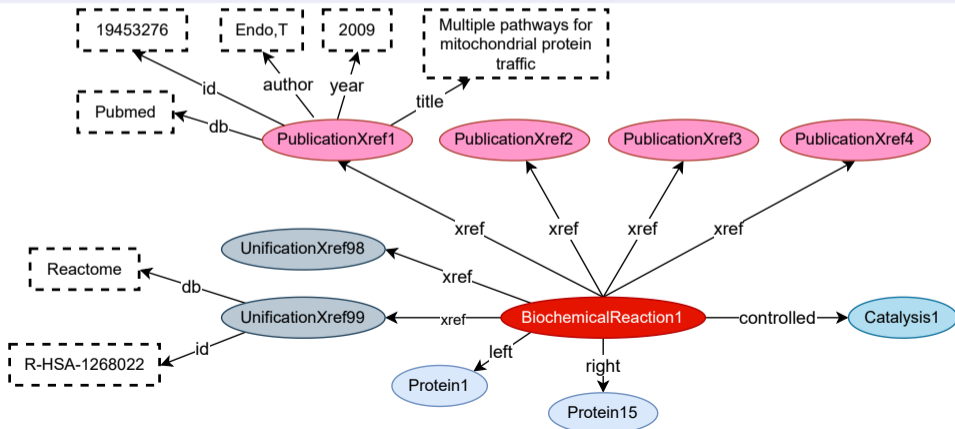 19453276
Endo,T
2009
Multiple pathways for
mitochondrial protein
traffic
id
author
year
title
Pubmed
db
PublicationXref1
PublicationXref2
PublicationXref3
PublicationXref4
xref
xref
xref
xref
UnificationXref98
xref
Reactome
db
UnificationXref99
xref
BiochemicalReaction1
controlled
Catalysis1
id
R-HSA-1268022
left
right
Protein1
Protein15